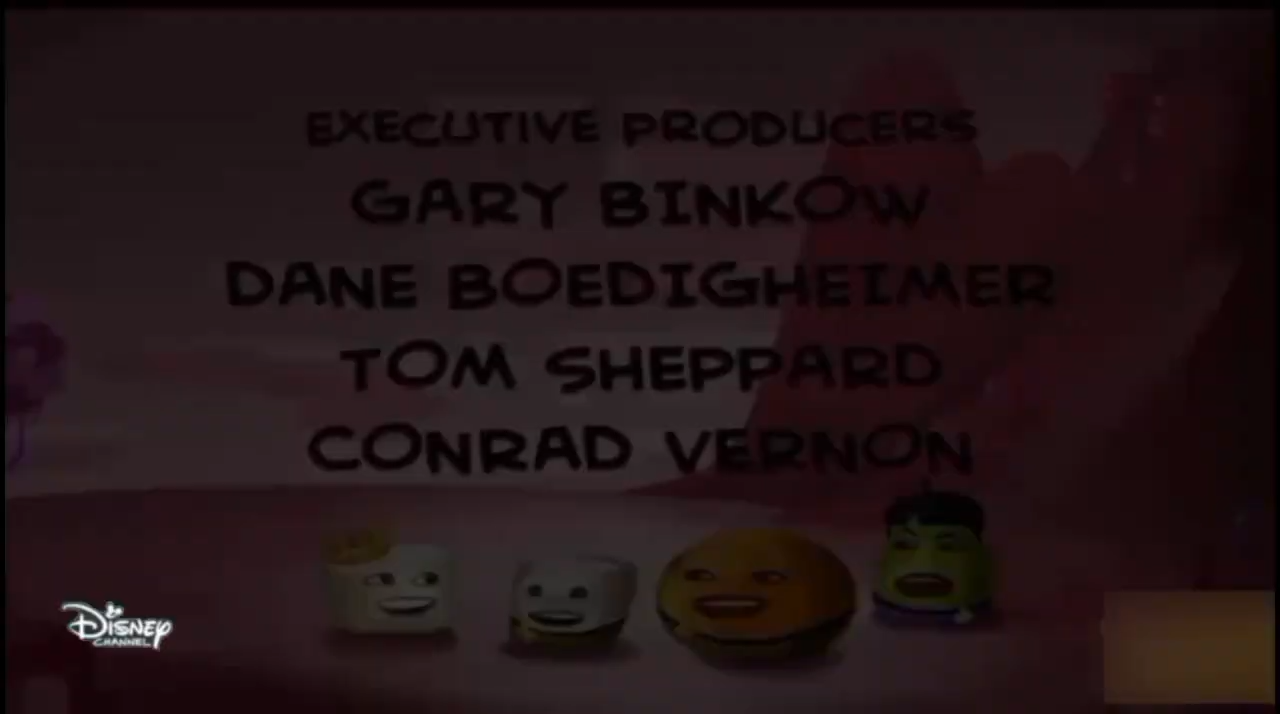 EXECUTIVE PRODUCERS
GARY BINKOW
DANE BOEDIGHEIMER
TOM SHEPPARD
CONRAD VERNON
DISNEY
CHANNEL